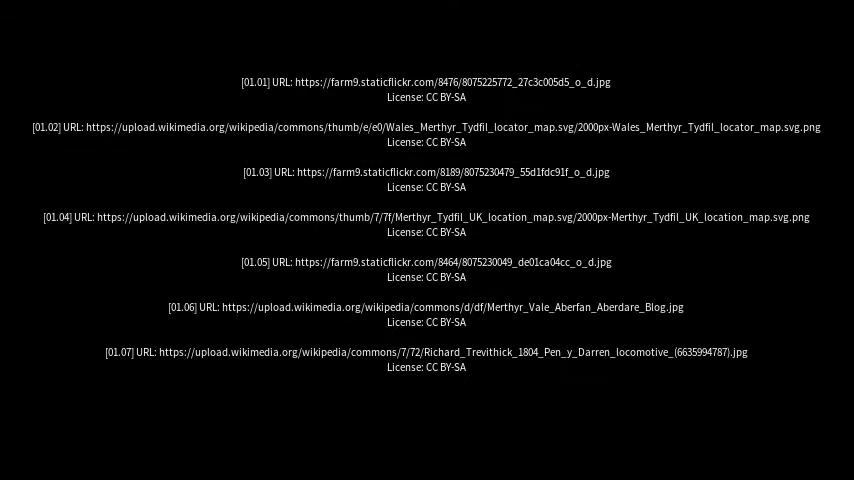 [01.01] URL: https://farm9.staticflickr.com/8476/8075225772_27c3c005d5_o_d.jpg
License: CC BY-SA
[01.02] URL: https://upload.wikimedia.org/wikipedia/commons/thumb/e/e0/Wales_Merthyr_Tydfil_locator_map.svg/2000px-Wales_Merthyr_Tydfil_locator_map.svg.png
License: CC BY-SA
[01.03] URL: https://farm9.staticflickr.com/8189/8075230479_55d1fdc91f_o_d.jpg
License: CC BY-SA
[01.04] URL: https://upload.wikimedia.org/wikipedia/commons/thumb/7/7f/Merthyr_Tydfil_UK_location_map.svg/2000px-Merthyr_Tydfil_UK_location_map.svg.png
License: CC BY-SA
[01.05] URL: https://farm9.staticflickr.com/8464/8075230049_de01ca04cc_o_d.jpg
License: CC BY-SA
[01.06] URL: https://upload.wikimedia.org/wikipedia/commons/d/df/Merthyr_Vale_Aberfan_Aberdare_Blog.jpg
License: CC BY-SA
[01.07] URL: https://upload.wikimedia.org/wikipedia/commons/7/72/Richard_Trevithick_1804_Pen_y_Darren_locomotive_(6635994787).jpg
License: CC BY-SA